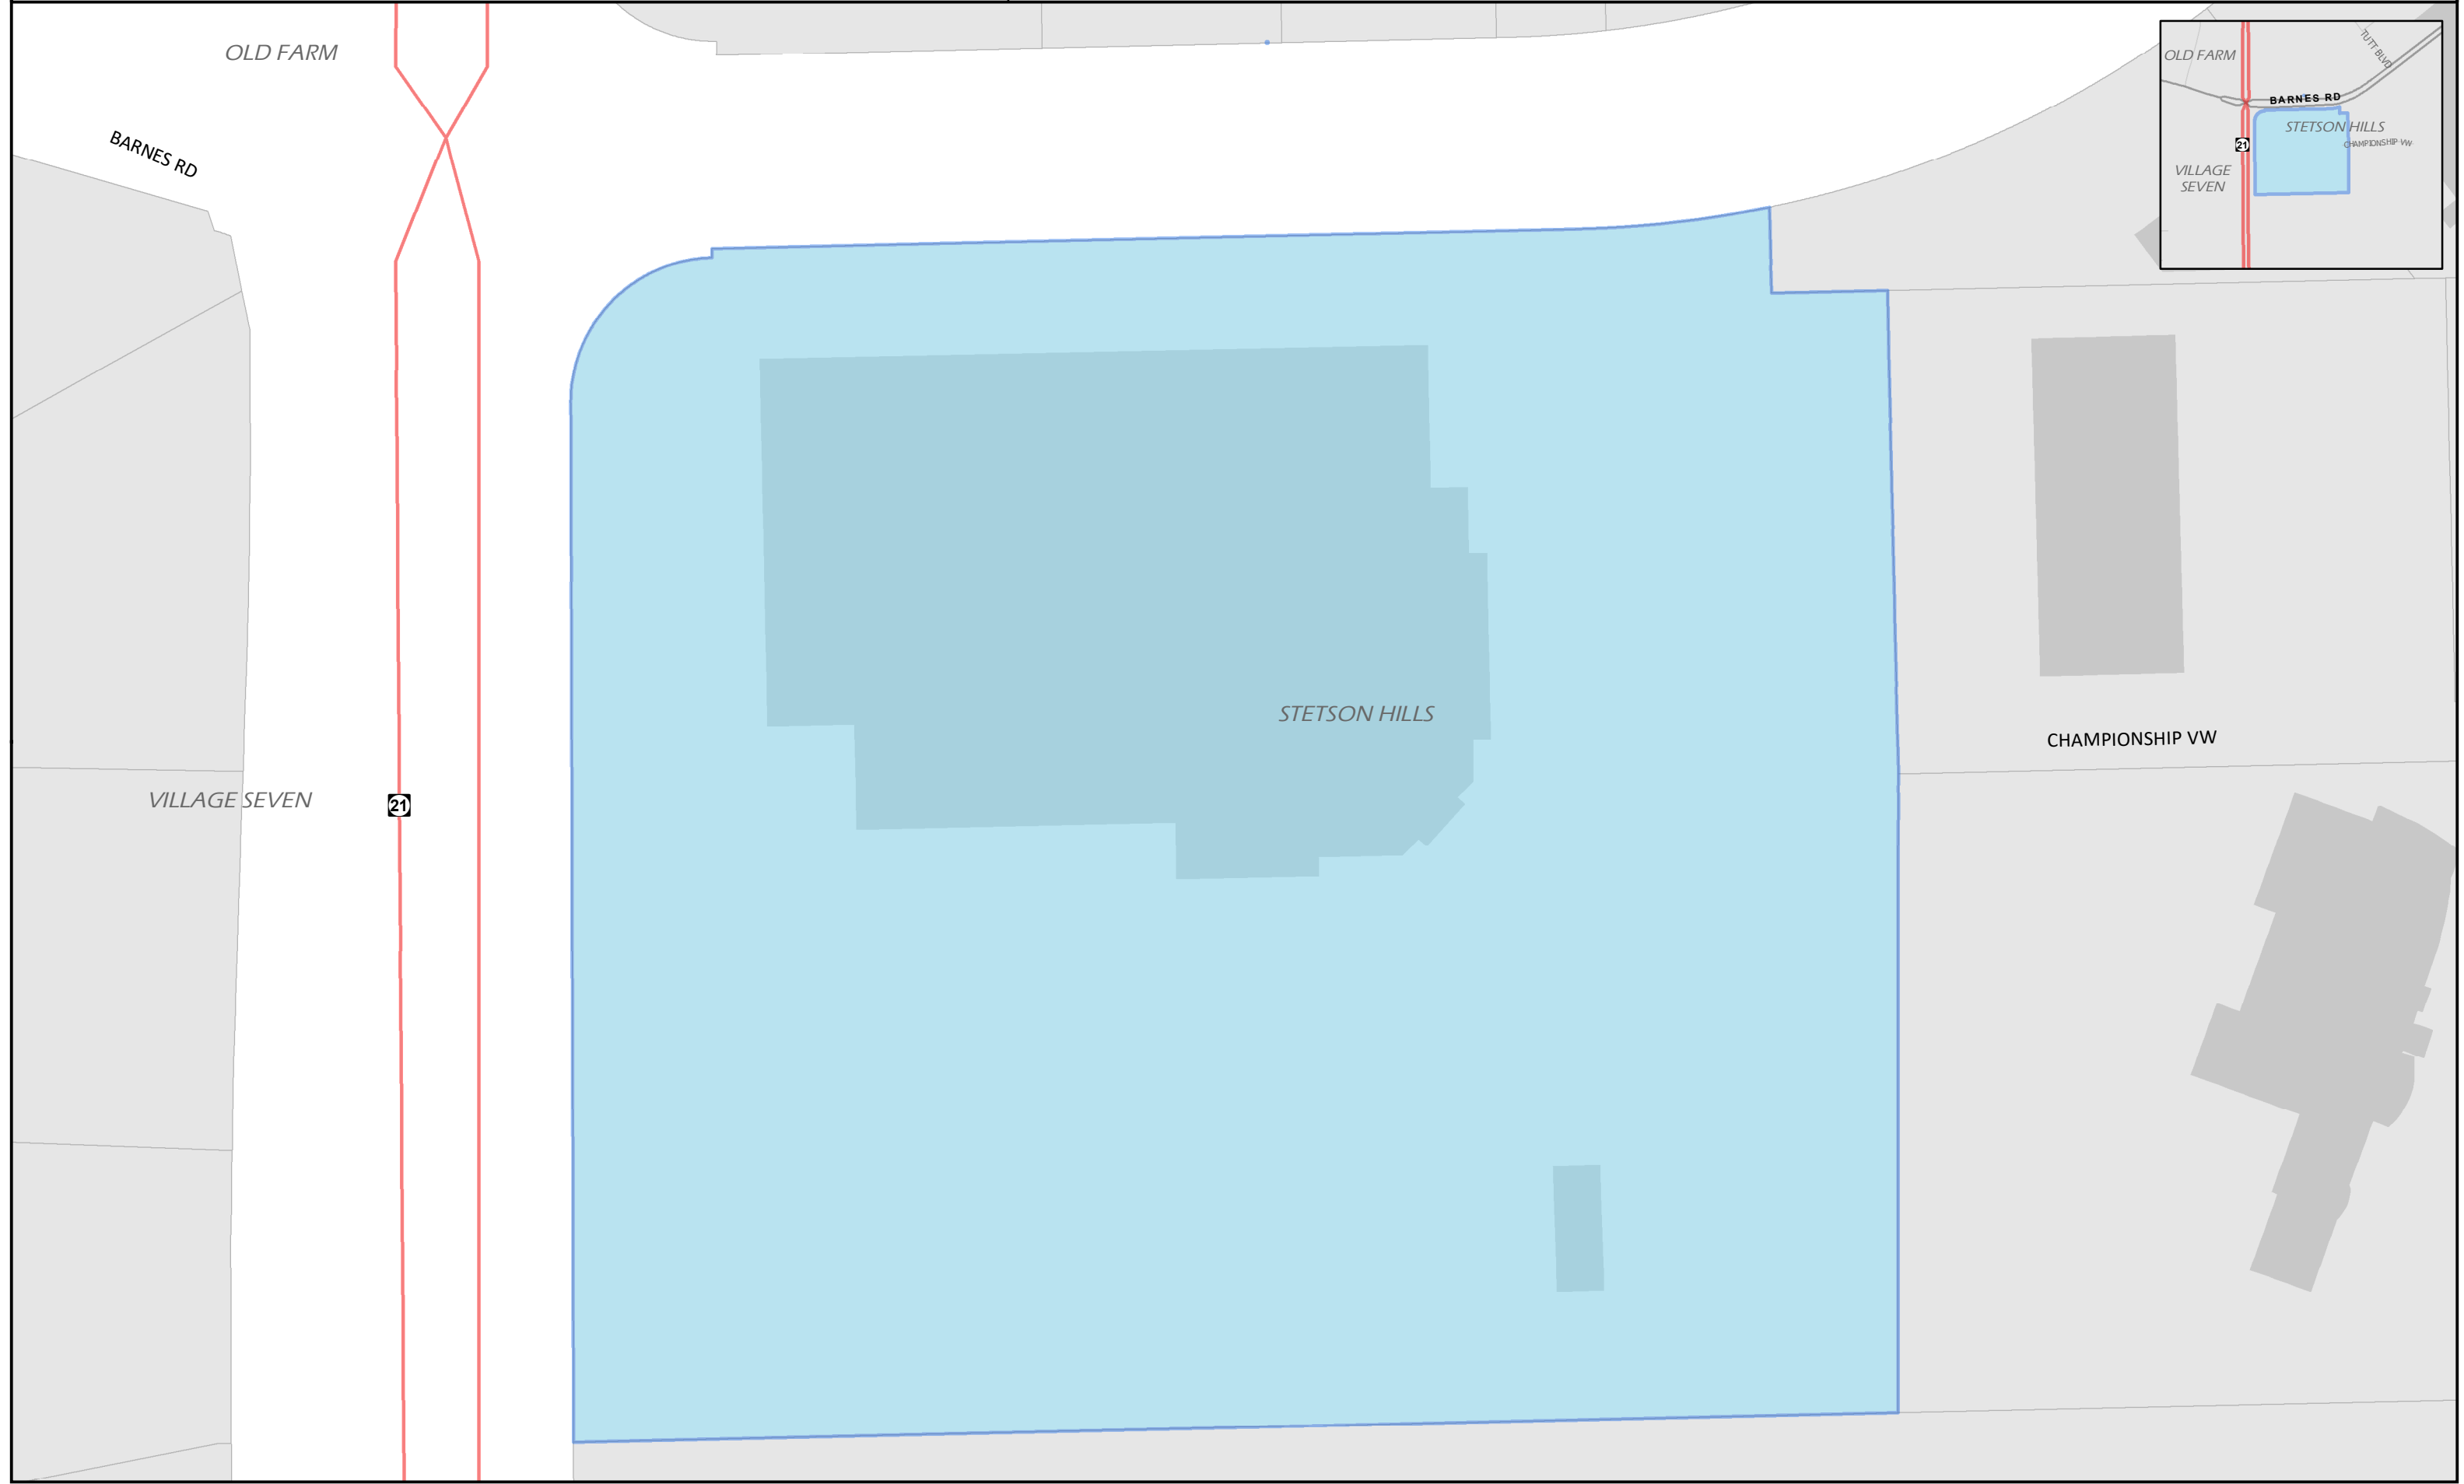 OLD FARM
BARNES RD
STETSON HILLS
VILLAGE SEVEN
21
CHAMPIONSHIP VW
OLD FARM
TUTT BLVD
BARNES RD
STETSON HILLS
CHAMPIONSHIP VW
21
VILLAGE
SEVEN